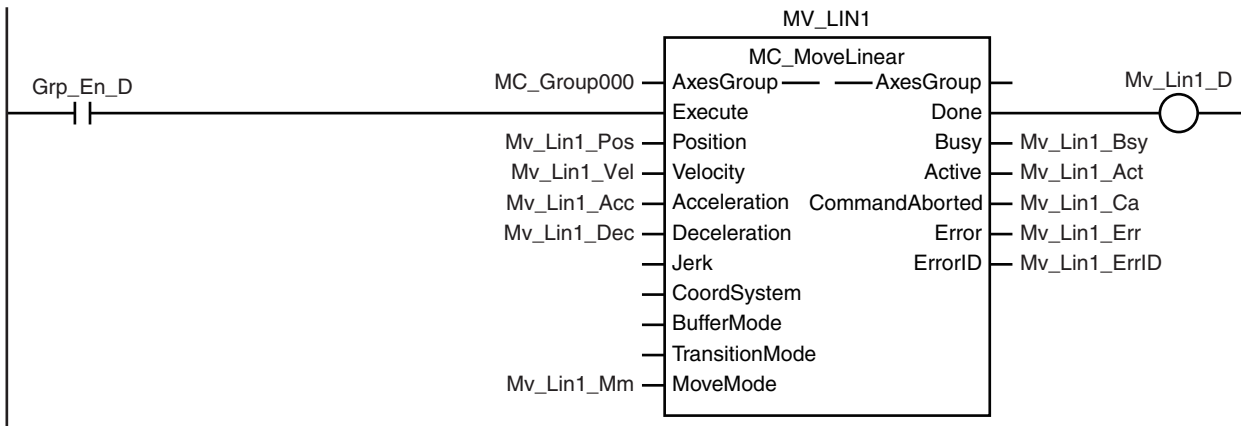 MV_LIN1
MC_MoveLinear
Grp_En_D
MC_Group000 AxesGroup AxesGroup Mv_Lin1_D
Execute Done
Mv_Lin1_Pos Position Busy Mv_Lin1_Bsy
Mv_Lin1_Vel Velocity Active Mv_Lin1_Act
Mv_Lin1_Acc Acceleration CommandAborted Mv_Lin1_Ca
Mv_Lin1_Dec Deceleration Error Mv_Lin1_Err
Jerk ErrorID Mv_Lin1_ErrID
CoordSystem
BufferMode
TransitionMode
Mv_Lin1_Mm MoveMode